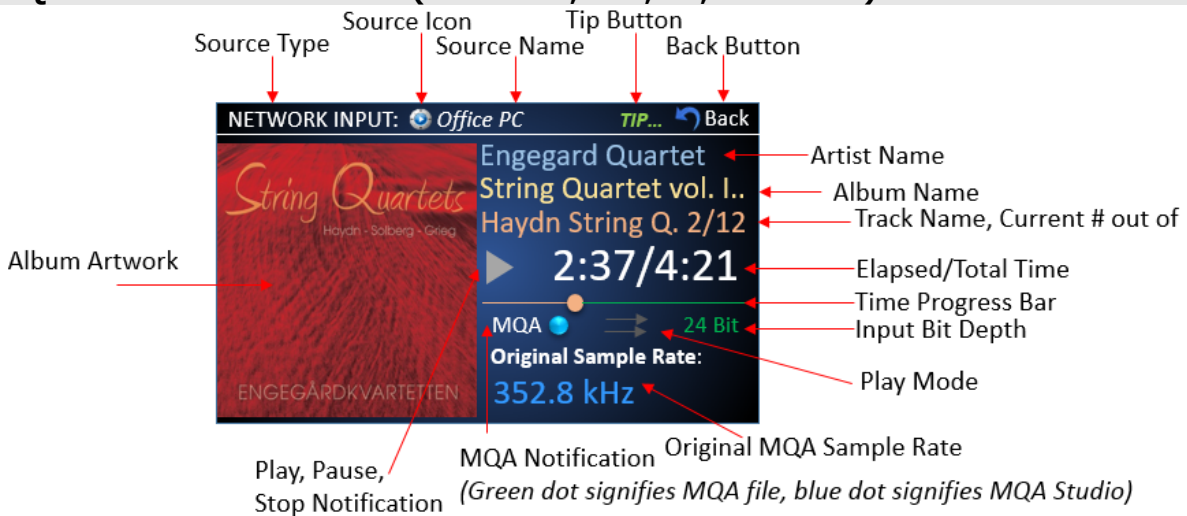 Source Icon
Tip Button
Source Type
Source Name
Back Button
NETWORK INPUT: Office PC TIP... Back
Engegard Quartet
Artist Name
String Quartets
String Quartet vol. I..
Album Name
Haydn - Solberg - Grieg
Haydn String Q. 2/12
Track Name, Current # out of
Album Artwork
2:37/4:21
Elapsed/Total Time
Time Progress Bar
MQA
24 Bit
Input Bit Depth
Original Sample Rate:
Play Mode
ENGEGÅRDKVARTETTEN
352.8 kHz
Original MQA Sample Rate
Play, Pause,
Stop Notification
MQA Notification
(Green dot signifies MQA file, blue dot signifies MQA Studio)